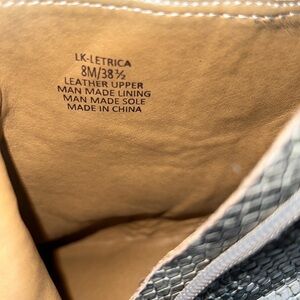 LK-LETRICA
8M/38½
LEATHER UPPER
MAN MADE LINING
MAN MADE SOLE
MADE IN CHINA